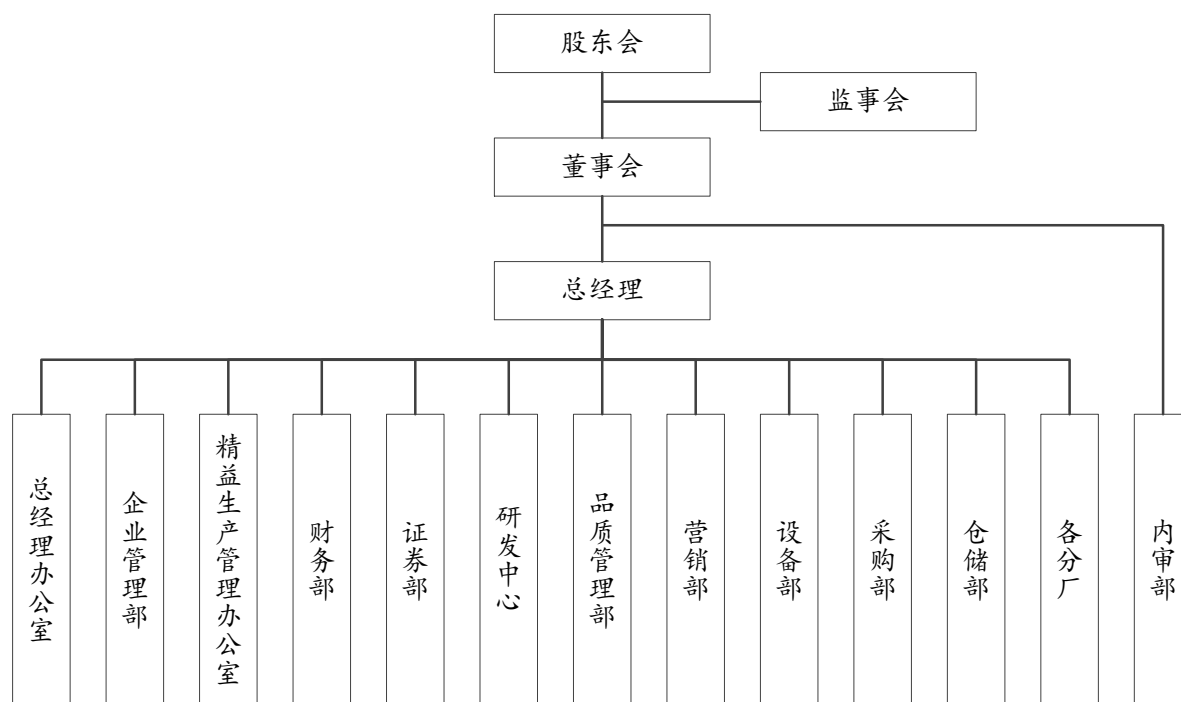 股东会
监事会
董事会
总经理
总经理办公室
企业管理部
精益生产管理办公室
财务部
证券部
研发中心
品质管理部
营销部
设备部
采购部
仓储部
各分厂
内审部